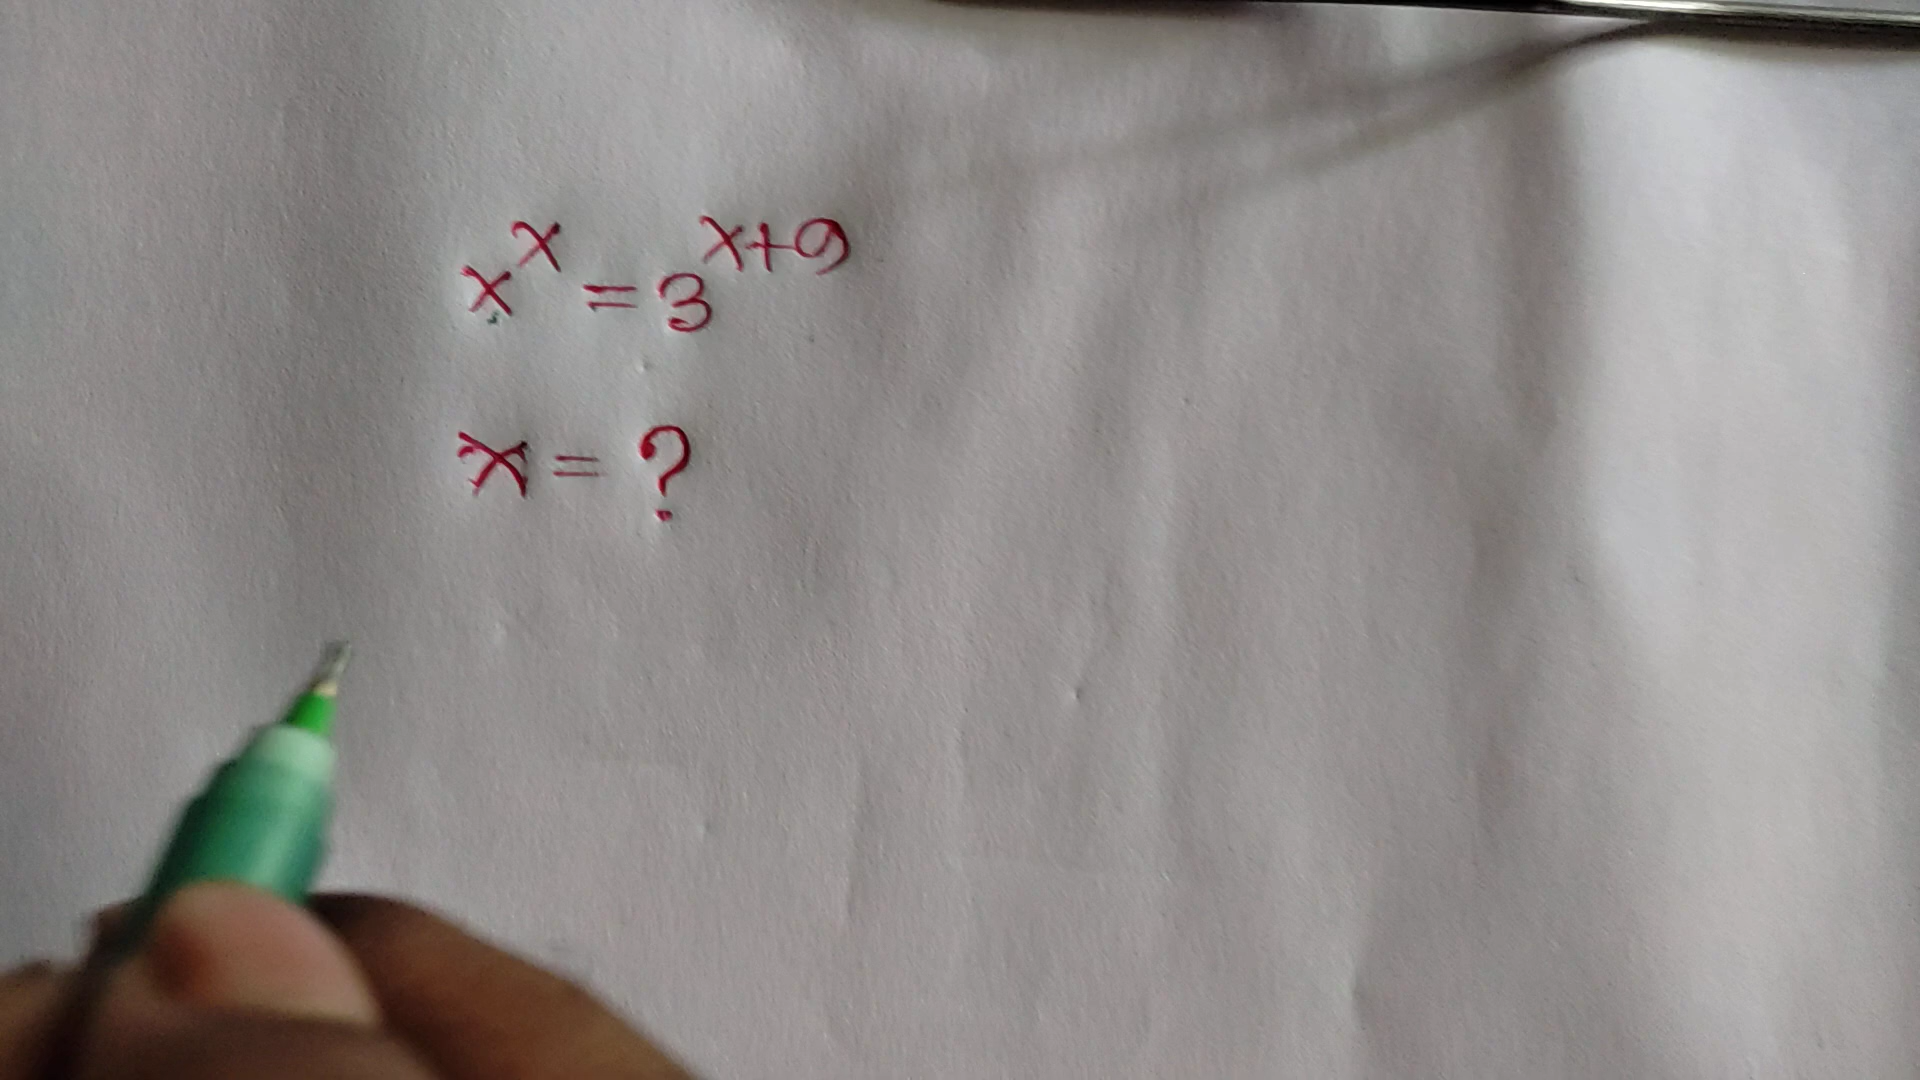 x^x = 3^{x+9}
x = ?